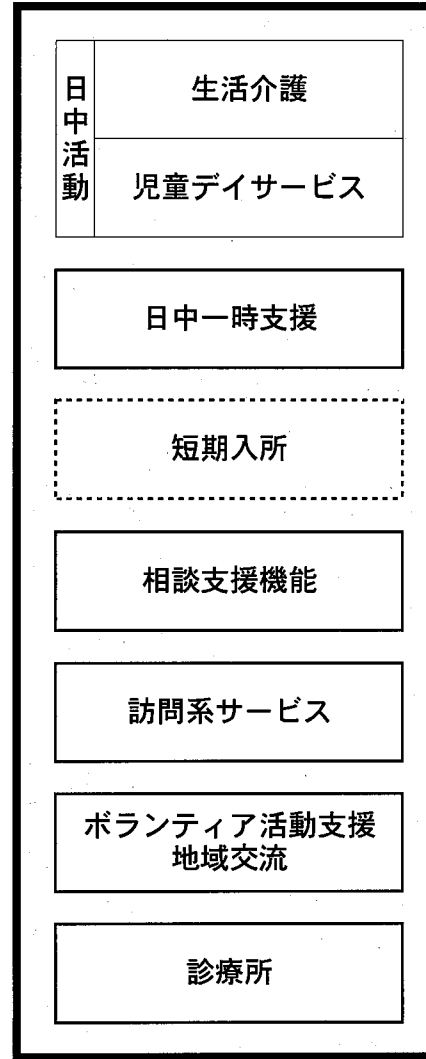 日中活動
生活介護
児童デイサービス
日中一時支援
短期入所
相談支援機能
訪問系サービス
ボランティア活動支援
地域交流
診療所